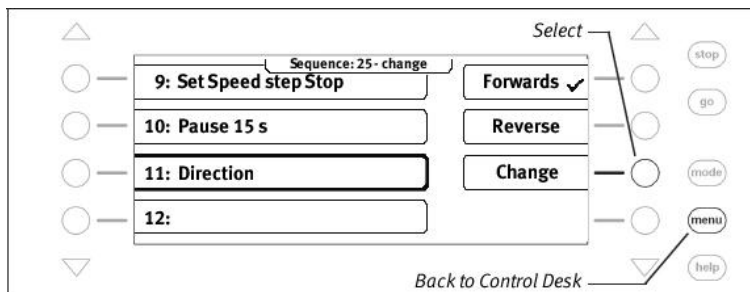 Select
stop
Sequence: 25 - change
9: Set Speed step Stop
Forwards ✓
go
10: Pause 15 s
Reverse
11: Direction
Change
mode
12:
menu
Back to Control Desk
help